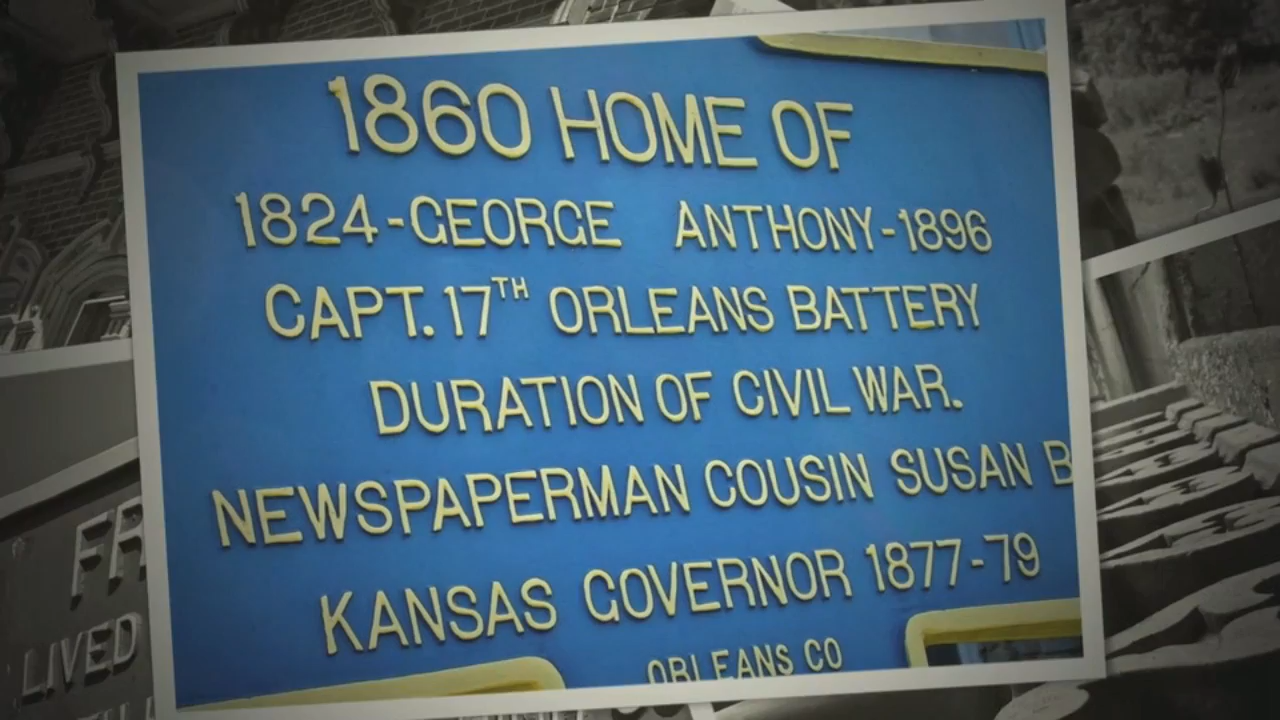 1860 HOME OF
1824-GEORGE ANTHONY-1896
CAPT. 17TH ORLEANS BATTERY
DURATION OF CIVIL WAR.
NEWSPAPERMAN COUSIN SUSAN B
KANSAS GOVERNOR 1877-79
ORLEANS CO
FR
LIVED